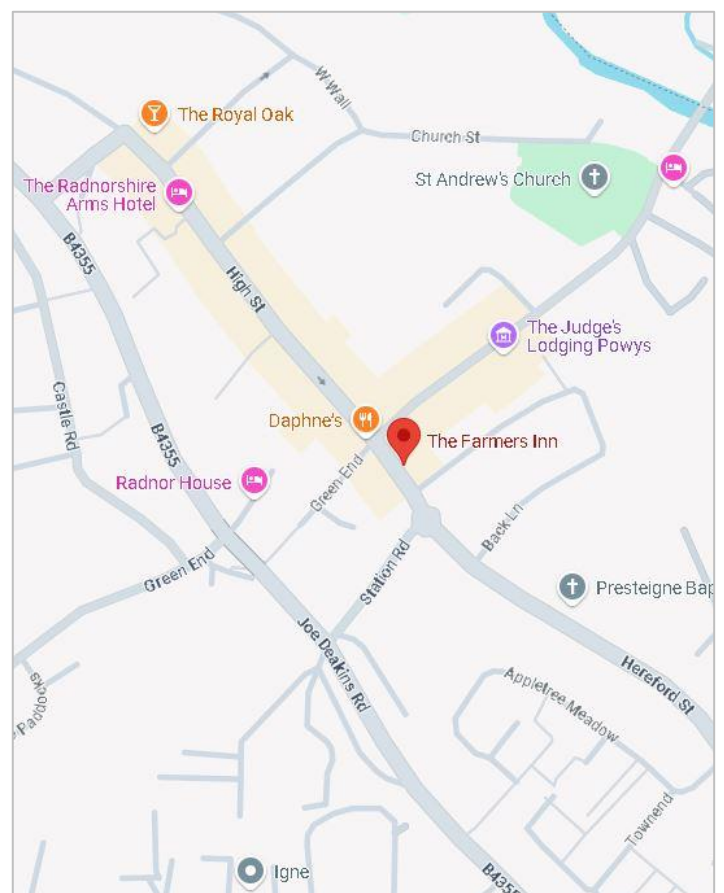 W Wall
The Royal Oak
Church St
St Andrew's Church
The Radnorshire
Arms Hotel
B4355
High St
The Judge's
Lodging Powys
Castle Rd
Daphne's
B4355
The Farmers Inn
Radnor House
Green End
Back Ln
Green End
Station Rd
Presteigne Bap
Joe Deakins Rd
Hereford St
Paddocks
Appletree Meadow
Townend
Igne
B4355